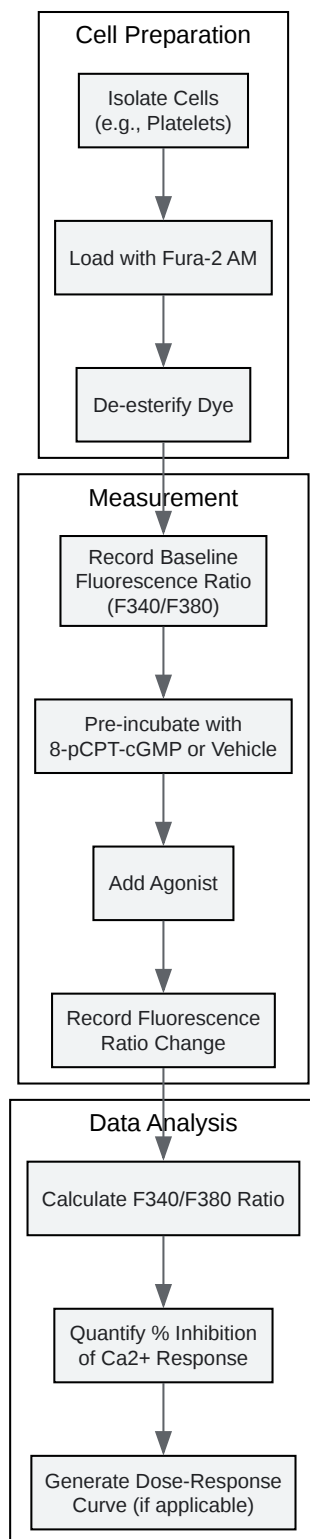 Cell Preparation
Isolate Cells
(e.g., Platelets)
Load with Fura-2 AM
De-esterify Dye
Measurement
Record Baseline
Fluorescence Ratio
(F340/F380)
Pre-incubate with
8-pCPT-cGMP or Vehicle
Add Agonist
Record Fluorescence
Ratio Change
Data Analysis
Calculate F340/F380 Ratio
Quantify % Inhibition
of Ca2+ Response
Generate Dose-Response
Curve (if applicable)